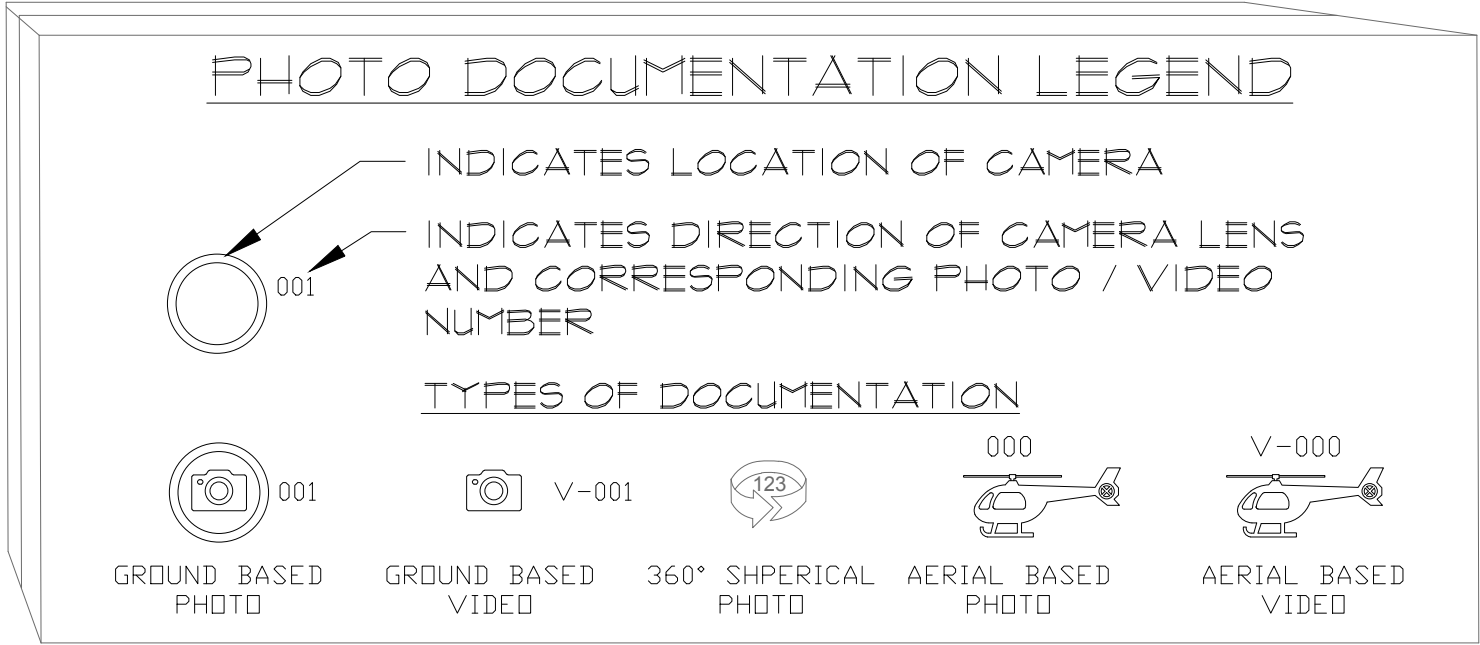 PHOTO DOCUMENTATION LEGEND
INDICATES LOCATION OF CAMERA
INDICATES DIRECTION OF CAMERA LENS
001
AND CORRESPONDING PHOTO / VIDEO
NUMBER
TYPES OF DOCUMENTATION
001
GROUND BASED
PHOTO
V-001
GROUND BASED
VIDEO
123
360° SHPERICAL
PHOTO
000
AERIAL BASED
PHOTO
V-000
AERIAL BASED
VIDEO